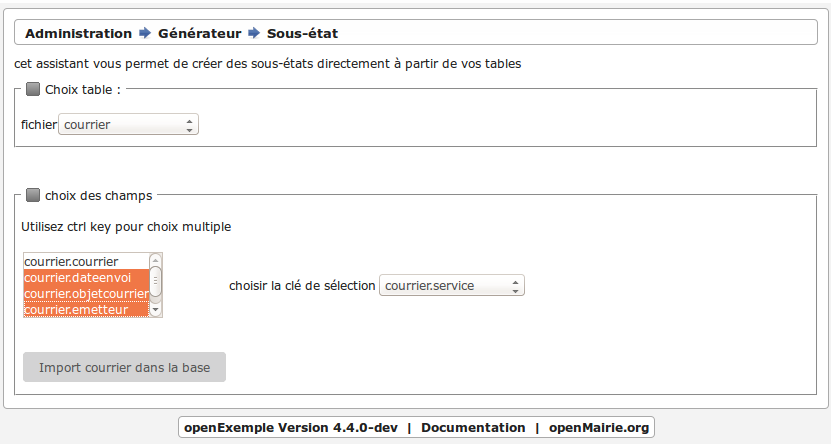 Administration Générateur Sous-état
cet assistant vous permet de créer des sous-états directement à partir de vos tables
Choix table :
fichier courrier
choix des champs
Utilisez ctrl key pour choix multiple
courrier.courrier
courrier.dateenvoi
courrier.objetcourrier
courrier.emetteur
choisir la clé de sélection courrier.service
Import courrier dans la base
openExemple Version 4.4.0-dev | Documentation | openMairie.org